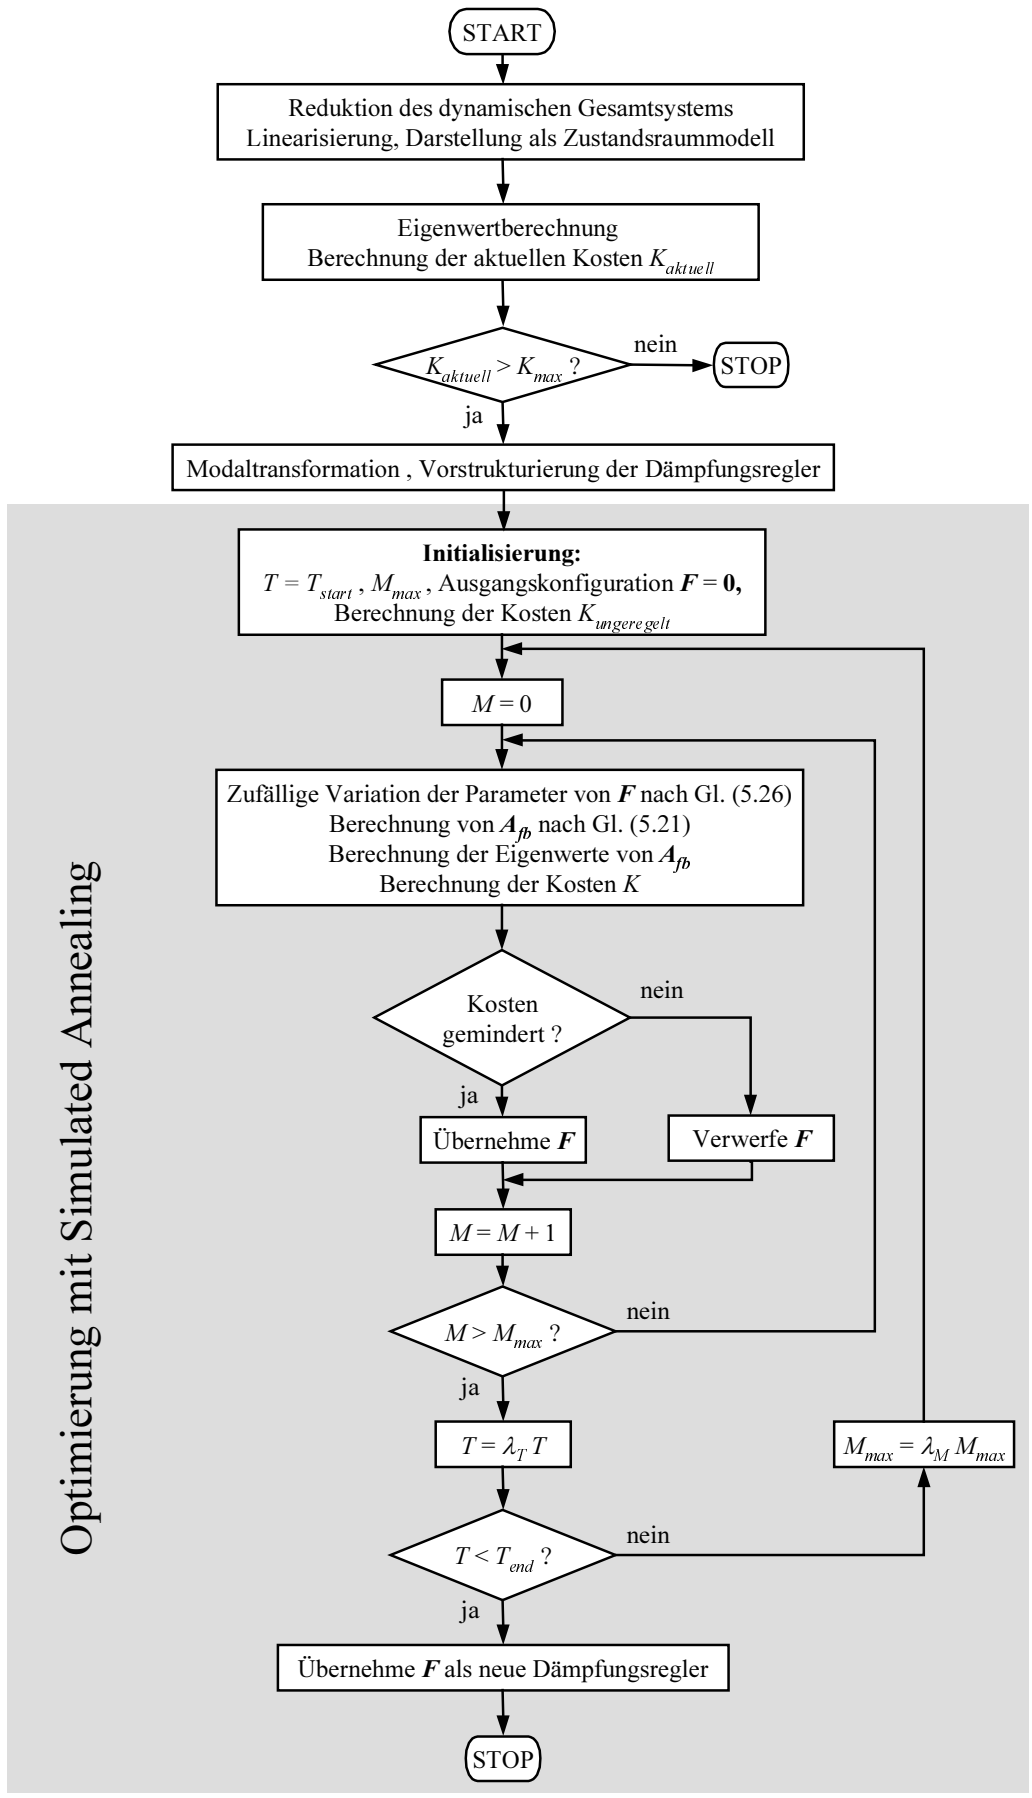 START
Reduktion des dynamischen Gesamtsystems
Linearisierung, Darstellung als Zustandsraummodell
Eigenwertberechnung
Berechnung der aktuellen Kosten K_aktuell
K_aktuell > K_max ?
nein
STOP
ja
Modaltransformation , Vorstrukturierung der Dämpfungsregler
Initialisierung:
T = T_start , M_max , Ausgangskonfiguration F = 0,
Berechnung der Kosten K_ungeregelt
M = 0
Zufällige Variation der Parameter von F nach Gl. (5.26)
Berechnung von A_fb nach Gl. (5.21)
Berechnung der Eigenwerte von A_fb
Berechnung der Kosten K
Kosten
gemindert ?
nein
ja
Übernehme F
Verwerfe F
M = M + 1
M > M_max ?
nein
ja
T = λ_T T
M_max = λ_M M_max
T < T_end ?
nein
ja
Übernehme F als neue Dämpfungsregler
STOP
Optimierung mit Simulated Annealing